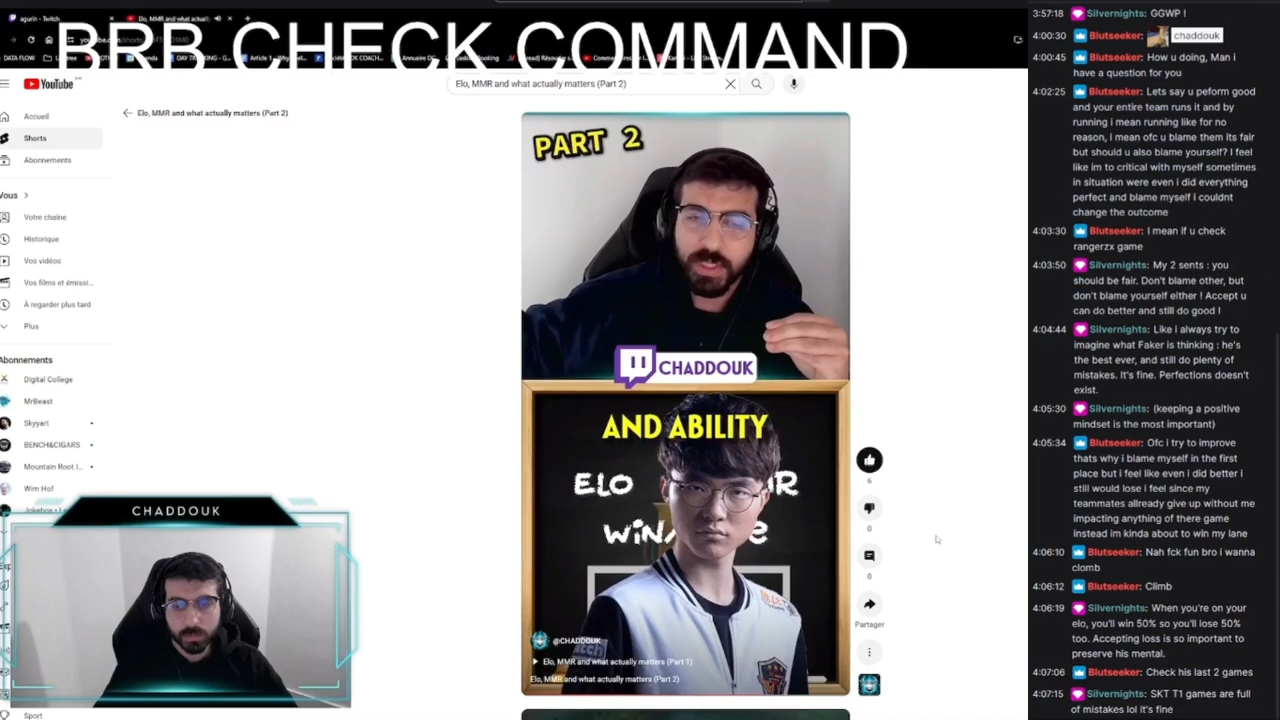 agurin - Twitch
Elo, MMR and what actuall
BRB CHECK COMMAND
YouTube
Elo, MMR and what actually matters (Part 2)
Elo, MMR and what actually matters (Part 2)
Accueil
Shorts
Abonnements
Vous
Votre chaîne
Historique
Vos vidéos
Vos films et émissi...
À regarder plus tard
Plus
Abonnements
Digital College
MrBeast
Skyyart
BENCH&CIGARS
Mountain Root I...
Wim Hof
Sport
CHADDOUK
PART 2
CHADDOUK
AND ABILITY
ELO
@CHADDOUK
Elo, MMR and what actually matters (Part 1)
Elo, MMR and what actually matters (Part 2)
6
0
0
Partager
3:57:18 Silvernights: GGWP !
4:00:30 Blutseeker: chaddouk
4:00:45 Blutseeker: How u doing, Man i
have a question for you
4:02:25 Blutseeker: Lets say u peform good
and your entire team runs it and by
running i mean running like for no
reason, i mean ofc u blame them Its fair
but should u also blame yourself? I feel
like im to critical with myself sometimes
in situation were even i did everything
perfect and blame myself i couldnt
change the outcome
4:03:30 Blutseeker: I mean if u check
rangerzx game
4:03:50 Silvernights: My 2 sents : you
should be fair. Don't blame other, but
don't blame yourself either ! Accept u
can do better and still do good !
4:04:44 Silvernights: Like i always try to
imagine what Faker is thinking : he's
the best ever, and still do plenty of
mistakes. It's fine. Perfections doesn't
exist.
4:05:30 Silvernights: (keeping a positive
mindset is the most important)
4:05:34 Blutseeker: Ofc i try to improve
thats why i blame myself in the first
place but i feel like even i did better i
still would lose i feel since my
teammates allready give up without me
impacting anything of there game
instead im kinda about to win my lane
4:06:10 Blutseeker: Nah fck fun bro i wanna
clomb
4:06:12 Blutseeker: Climb
4:06:19 Silvernights: When you're on your
elo, you'll win 50% so you'll lose 50%
too. Accepting loss is so important to
preserve his mental.
4:07:06 Blutseeker: Check his last 2 games
4:07:15 Silvernights: SKT T1 games are full
of mistakes lol it's fine